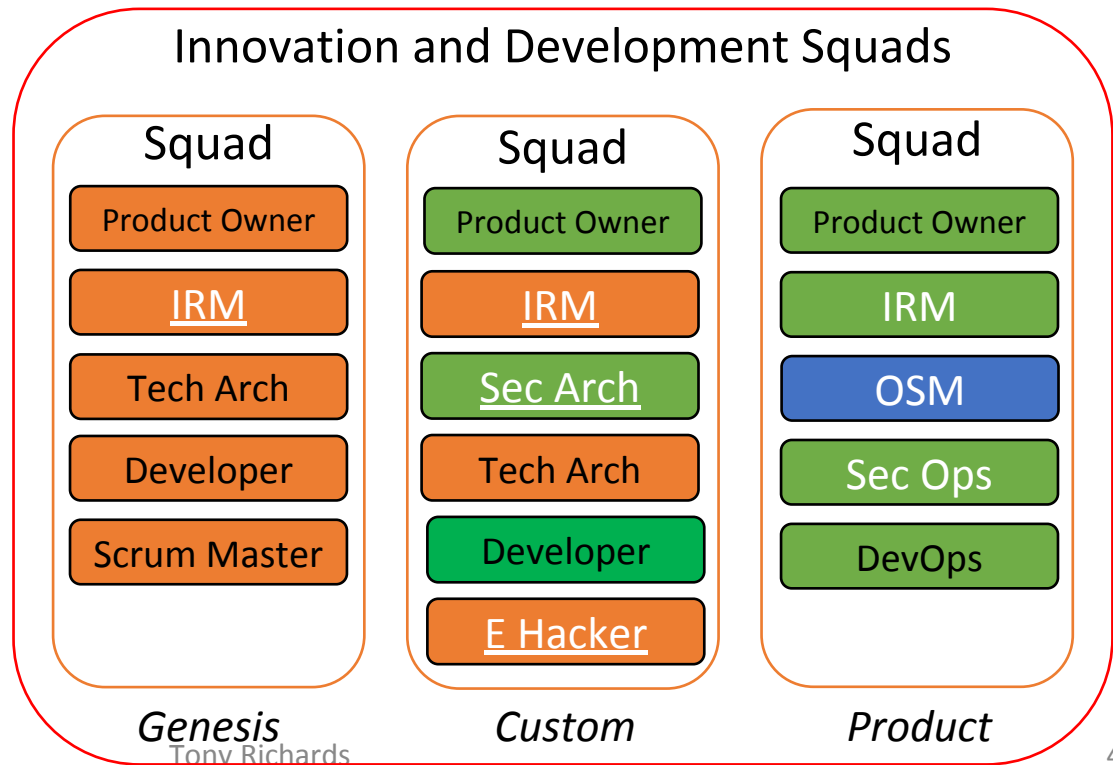 Innovation and Development Squads
Squad
Product Owner
IRM
Tech Arch
Developer
Scrum Master
Genesis
Squad
Product Owner
IRM
Sec Arch
Tech Arch
Developer
E Hacker
Custom
Squad
Product Owner
IRM
OSM
Sec Ops
DevOps
Product
Tony Richards
4